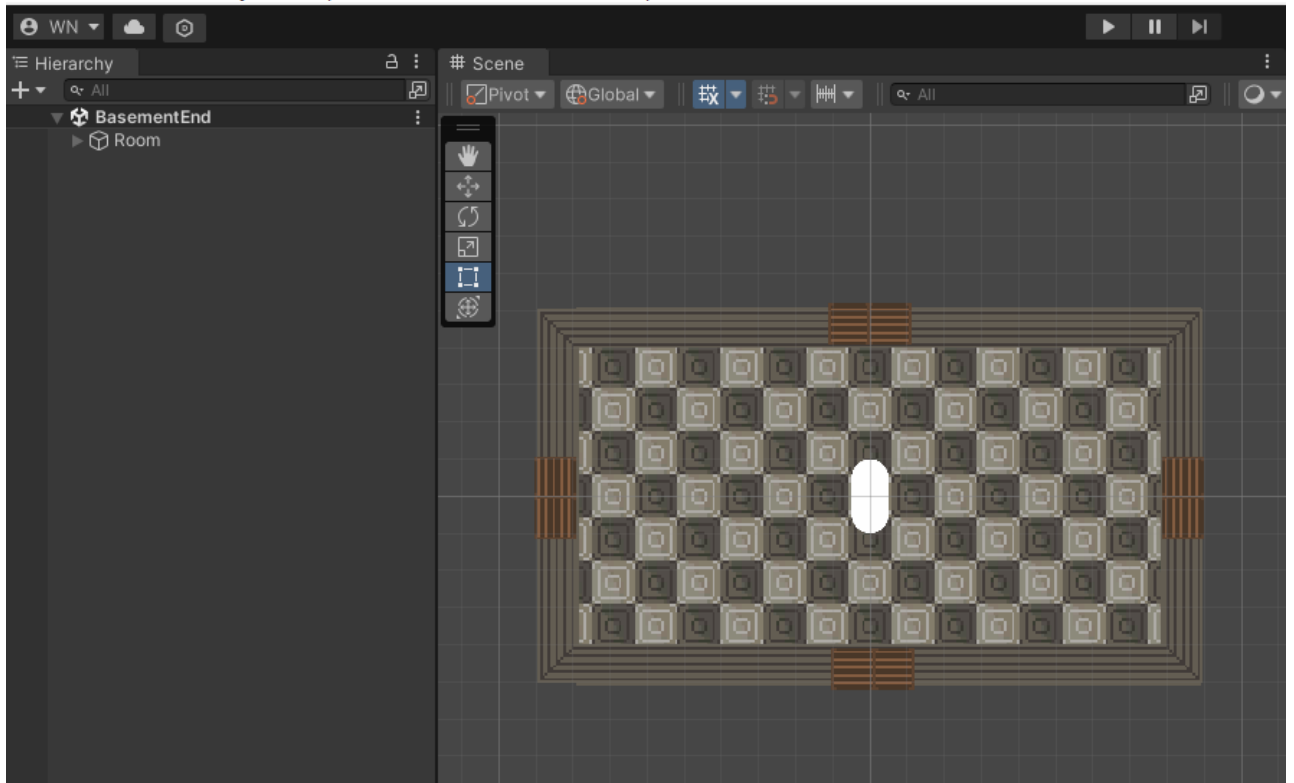 WN
Hierarchy
All
BasementEnd
Room
Scene
Pivot Global All